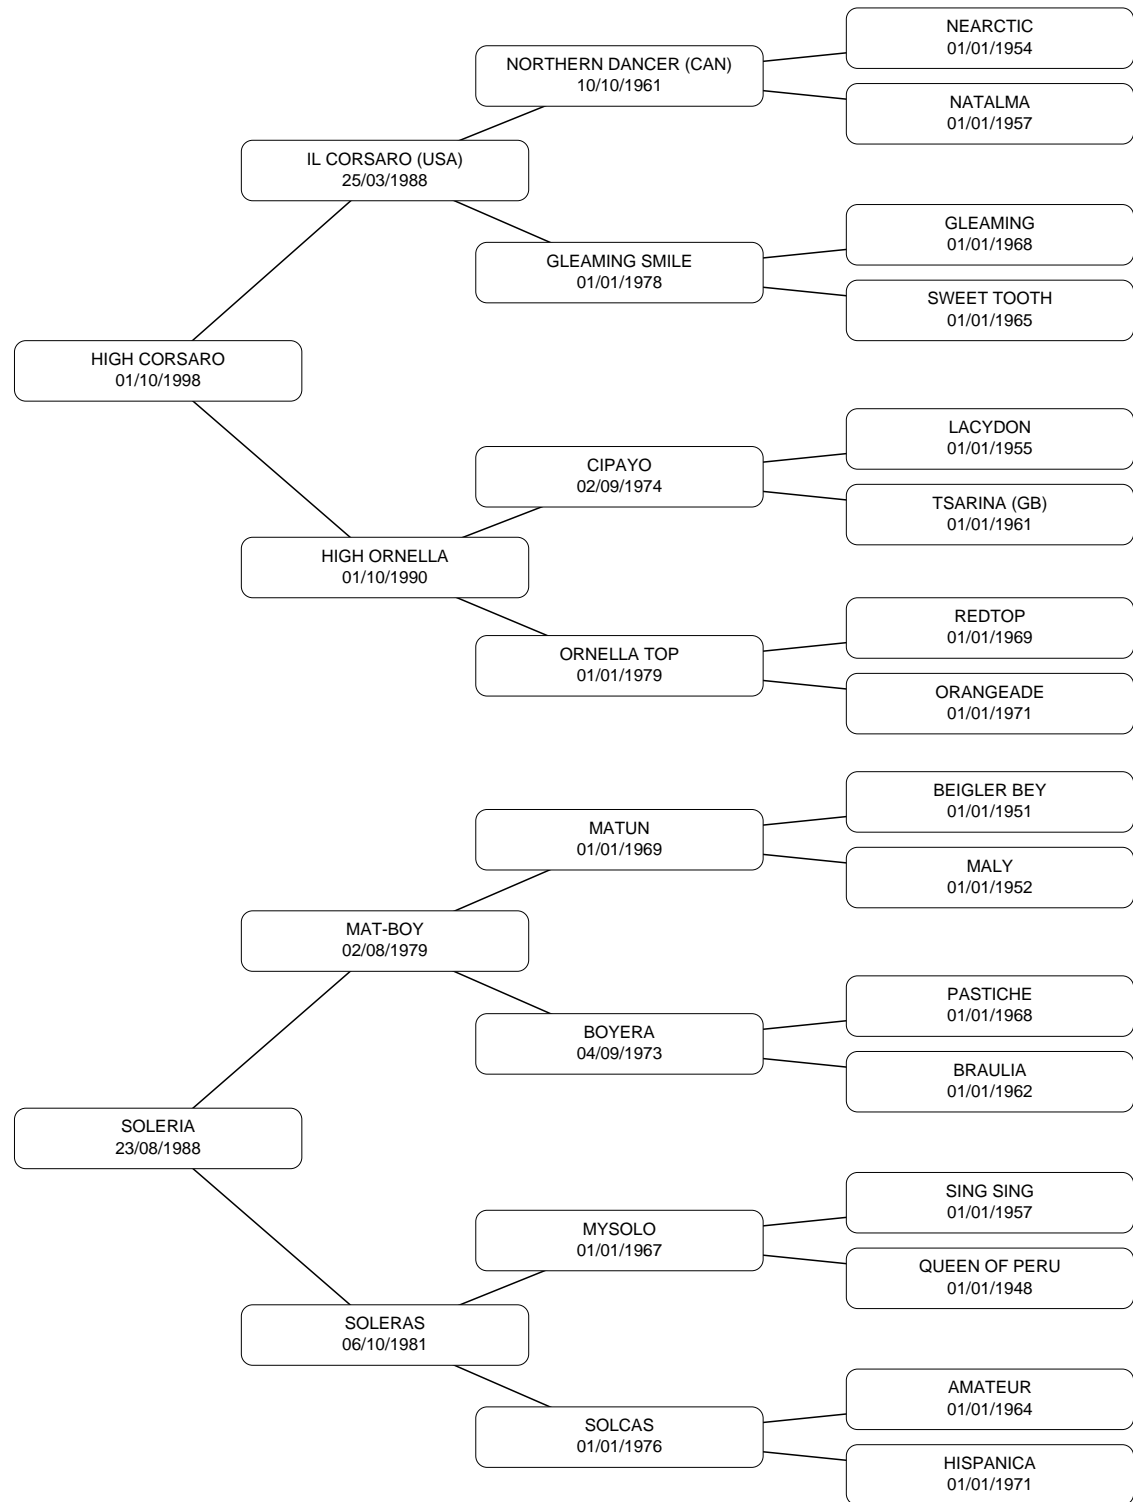 NEARCTIC
01/01/1954
NORTHERN DANCER (CAN)
10/10/1961
NATALMA
01/01/1957
IL CORSARO (USA)
25/03/1988
GLEAMING
01/01/1968
GLEAMING SMILE
01/01/1978
SWEET TOOTH
01/01/1965
HIGH CORSARO
01/10/1998
LACYDON
01/01/1955
CIPAYO
02/09/1974
TSARINA (GB)
01/01/1961
HIGH ORNELLA
01/10/1990
REDTOP
01/01/1969
ORNELLA TOP
01/01/1979
ORANGEADE
01/01/1971
BEIGLER BEY
01/01/1951
MATUN
01/01/1969
MALY
01/01/1952
MAT-BOY
02/08/1979
PASTICHE
01/01/1968
BOYERA
04/09/1973
BRAULIA
01/01/1962
SOLERIA
23/08/1988
SING SING
01/01/1957
MYSOLO
01/01/1967
QUEEN OF PERU
01/01/1948
SOLERAS
06/10/1981
AMATEUR
01/01/1964
SOLCAS
01/01/1976
HISPANICA
01/01/1971